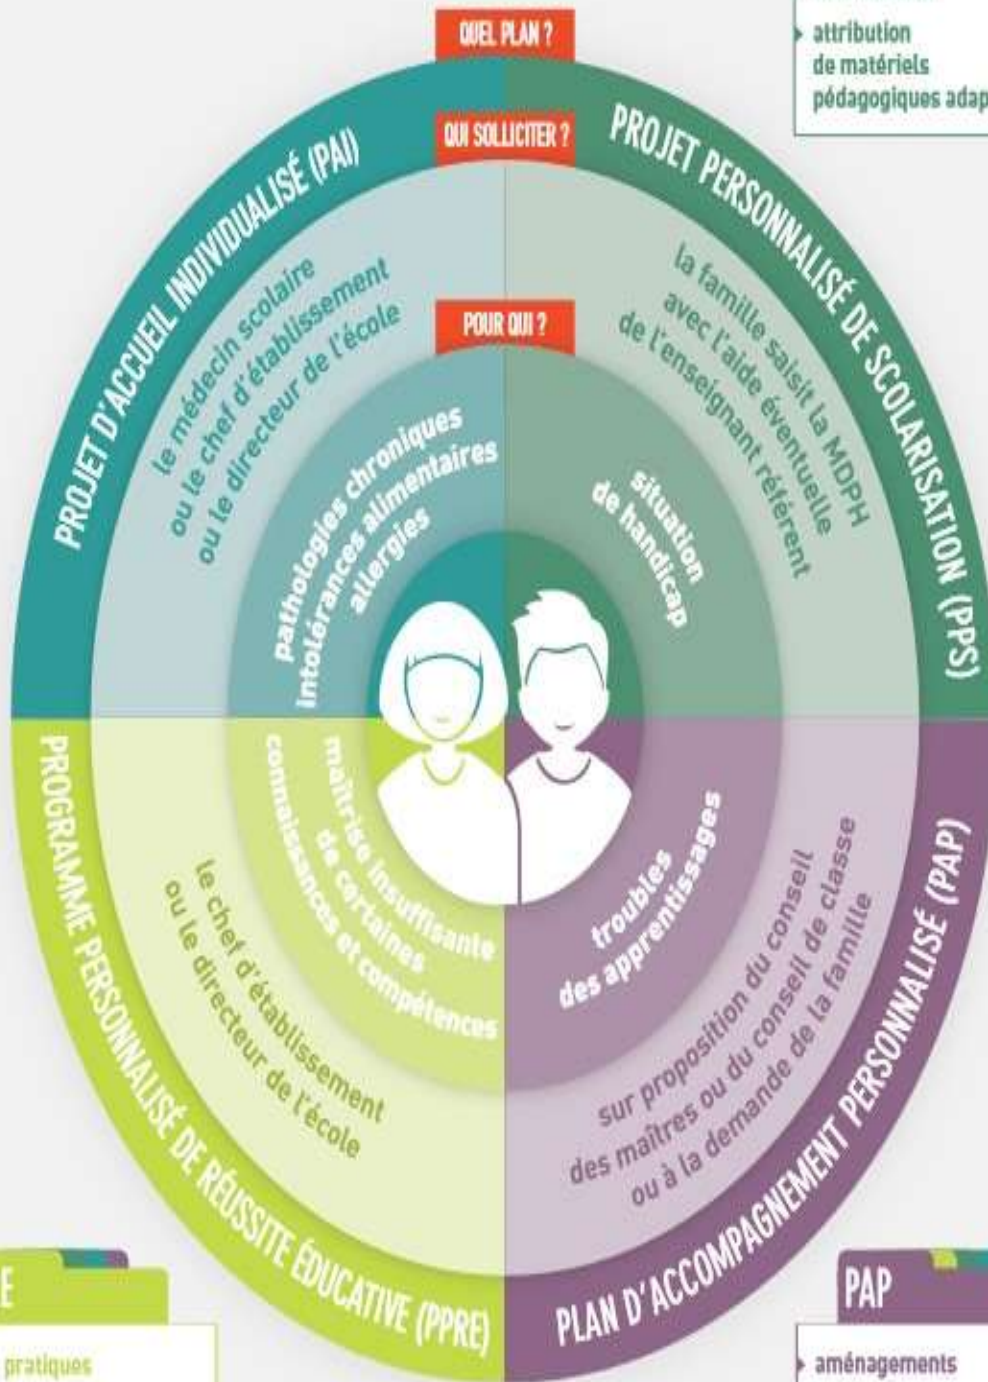 QUEL PLAN ?
attribution
de matériels
pédagogiques adap
QUI SOLLICITER ?
PROJET D'ACCUEIL INDIVIDUALISÉ (PAI)
le médecin scolaire
ou le chef d'établissement
ou le directeur de l'école
PROJET PERSONNALISÉ DE SCOLARISATION (PPS)
la famille saisit la MDPH
avec l'aide éventuelle
de l'enseignant référent
POUR QUI ?
pathologies chroniques
intolérances alimentaires
allergies
situation
de handicap
PROGRAMME PERSONNALISÉ DE RÉUSSITE ÉDUCATIVE (PPRE)
le chef d'établissement
ou le directeur de l'école
maîtrise insuffisante
de certaines
connaissances et compétences
troubles
des apprentissages
sur proposition du conseil
des maîtres ou du conseil de classe
ou à la demande de la famille
PLAN D'ACCOMPAGNEMENT PERSONNALISÉ (PAP)
E
pratiques
PAP
aménagements